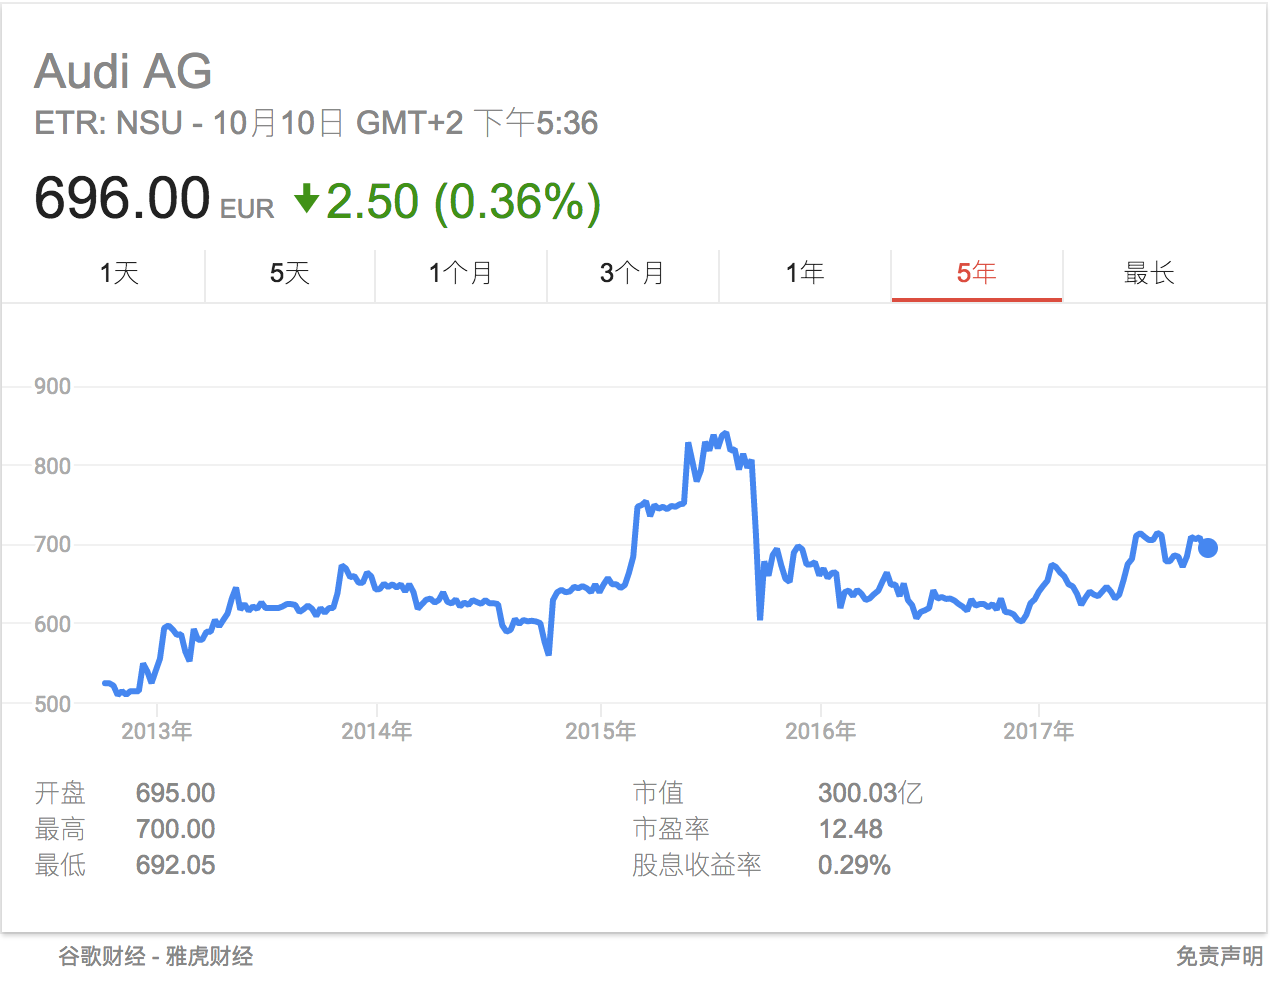 Audi AG
ETR: NSU - 10月10日 GMT+2 下午5:36
696.00 EUR ↓2.50 (0.36%)
1天 5天 1个月 3个月 1年 5年 最长
900
800
700
600
500
2013年 2014年 2015年 2016年 2017年
开盘 695.00 市值 300.03亿
最高 700.00 市盈率 12.48
最低 692.05 股息收益率 0.29%
谷歌财经 - 雅虎财经 免责声明